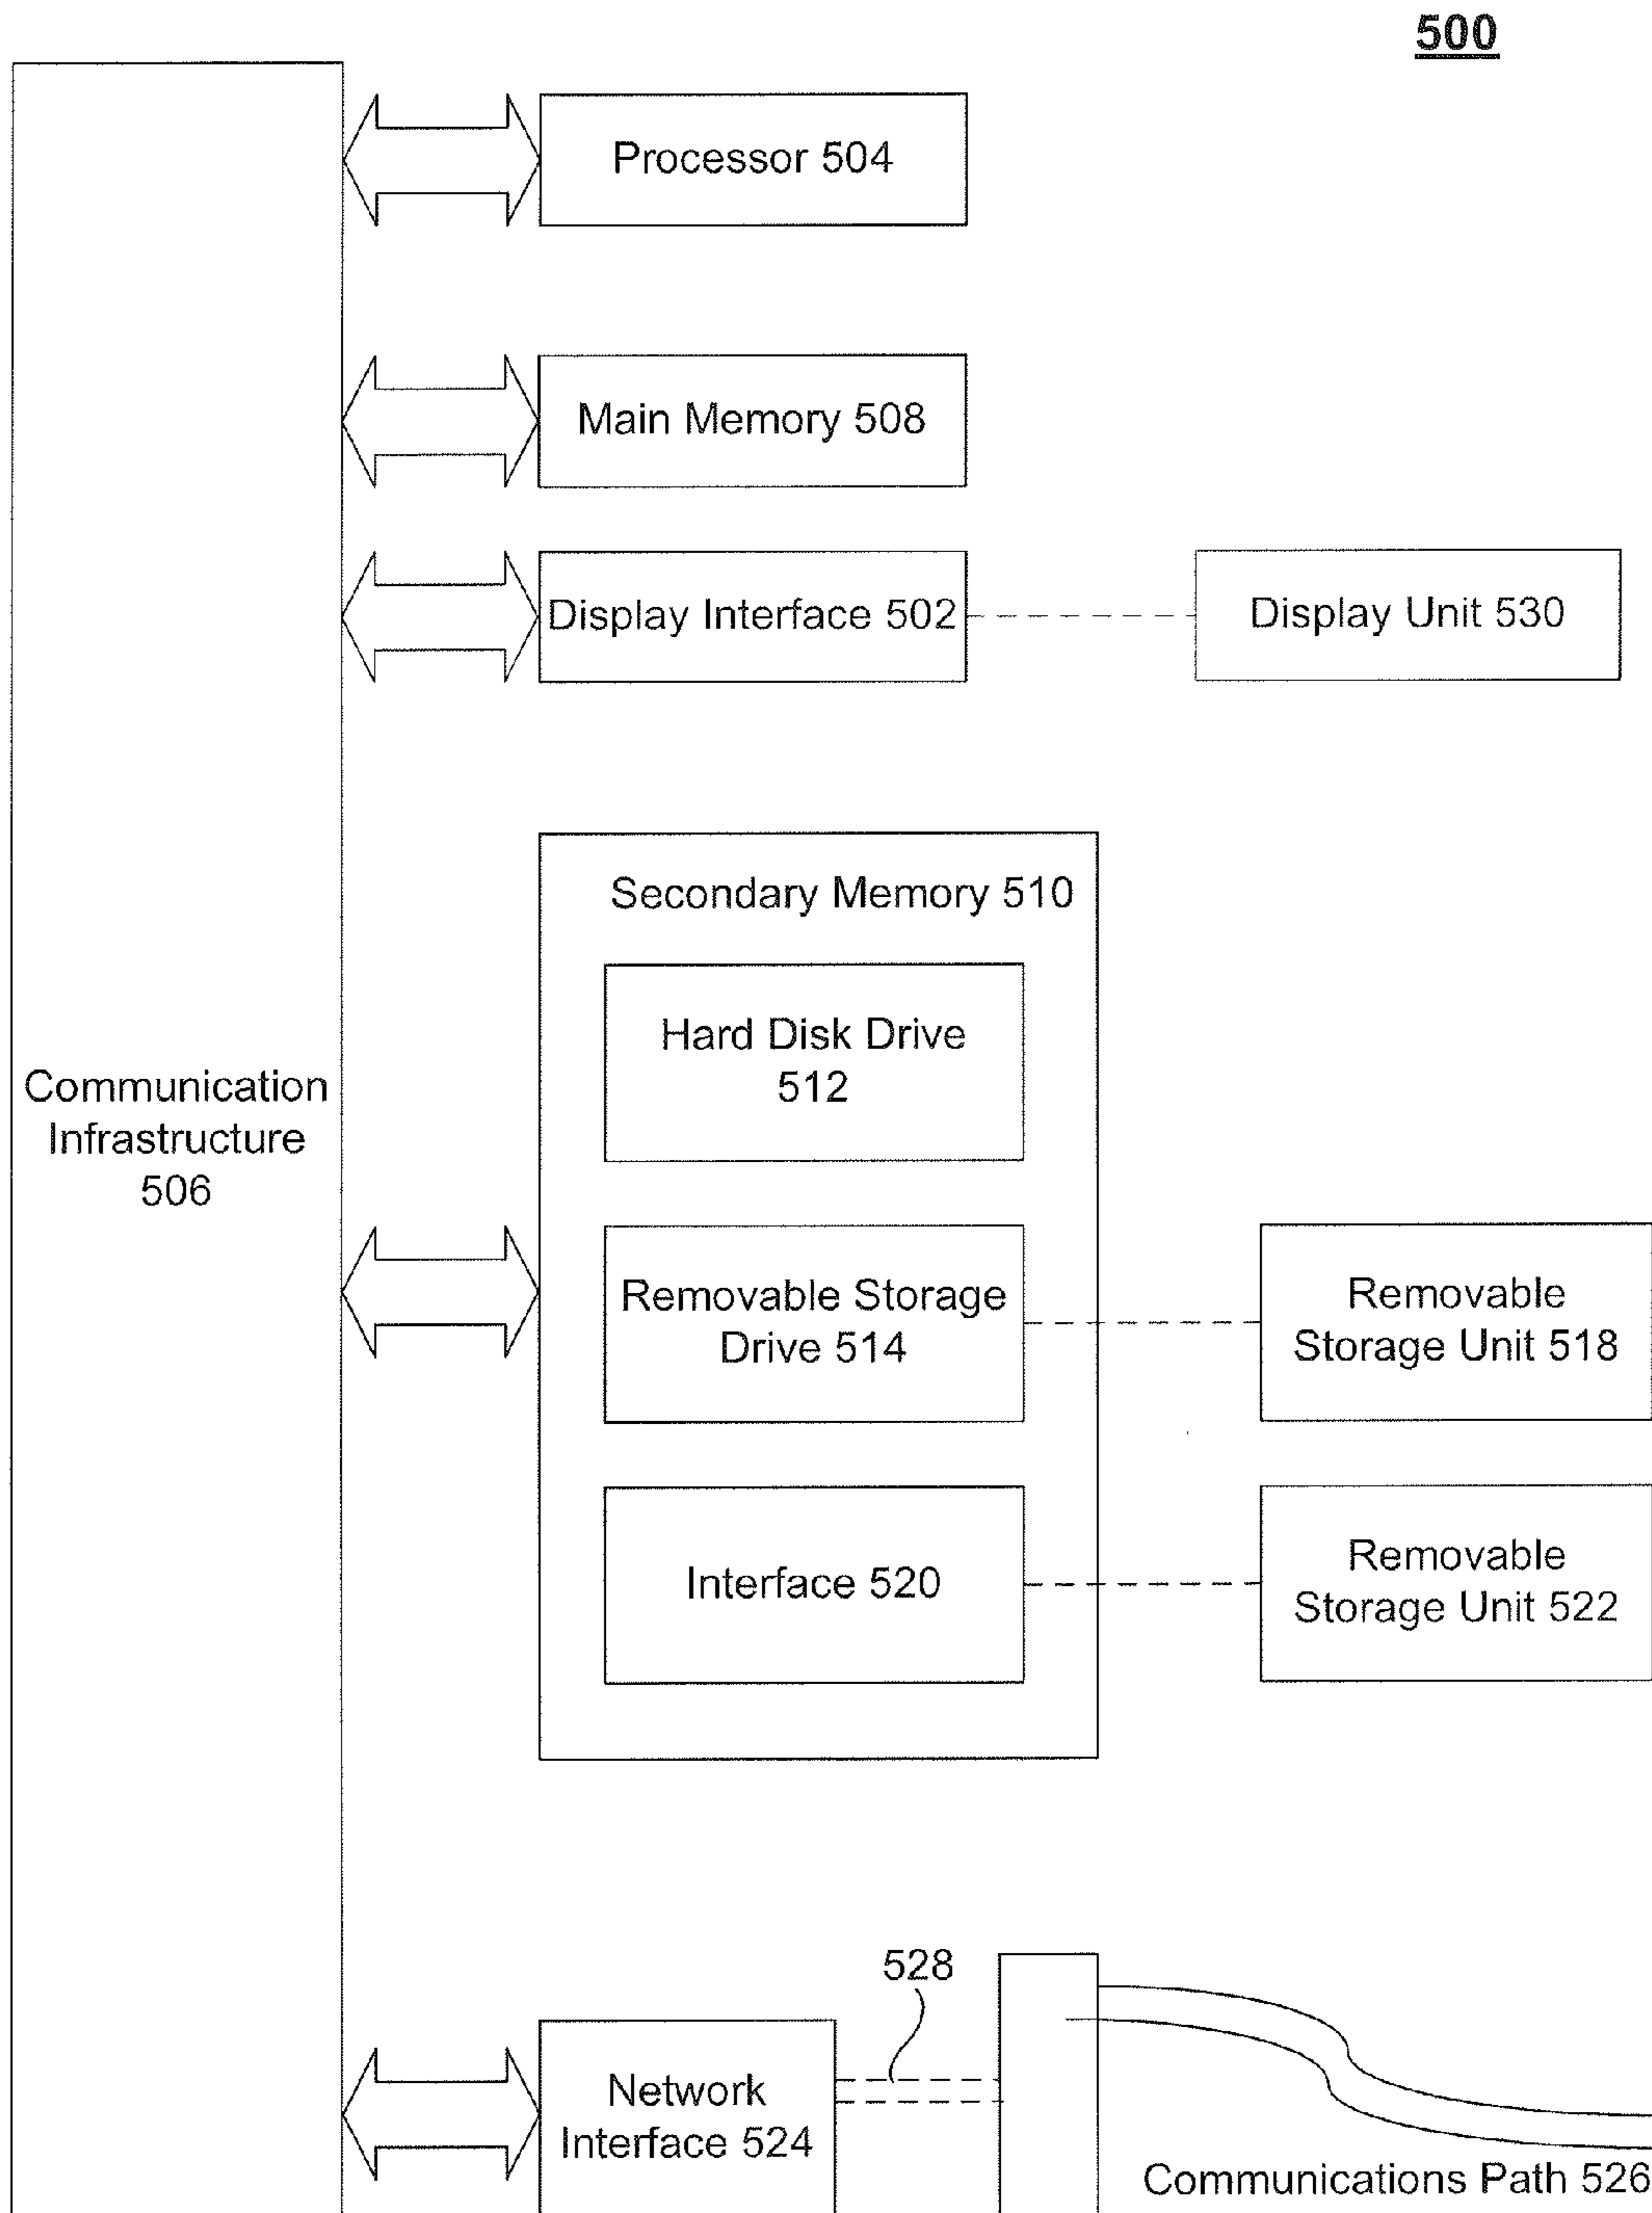 500
Processor 504
Main Memory 508
Display Interface 502
Display Unit 530
Secondary Memory 510
Hard Disk Drive
512
Communication
Infrastructure
506
Removable Storage
Drive 514
Removable
Storage Unit 518
Interface 520
Removable
Storage Unit 522
528
Network
Interface 524
Communications Path 526